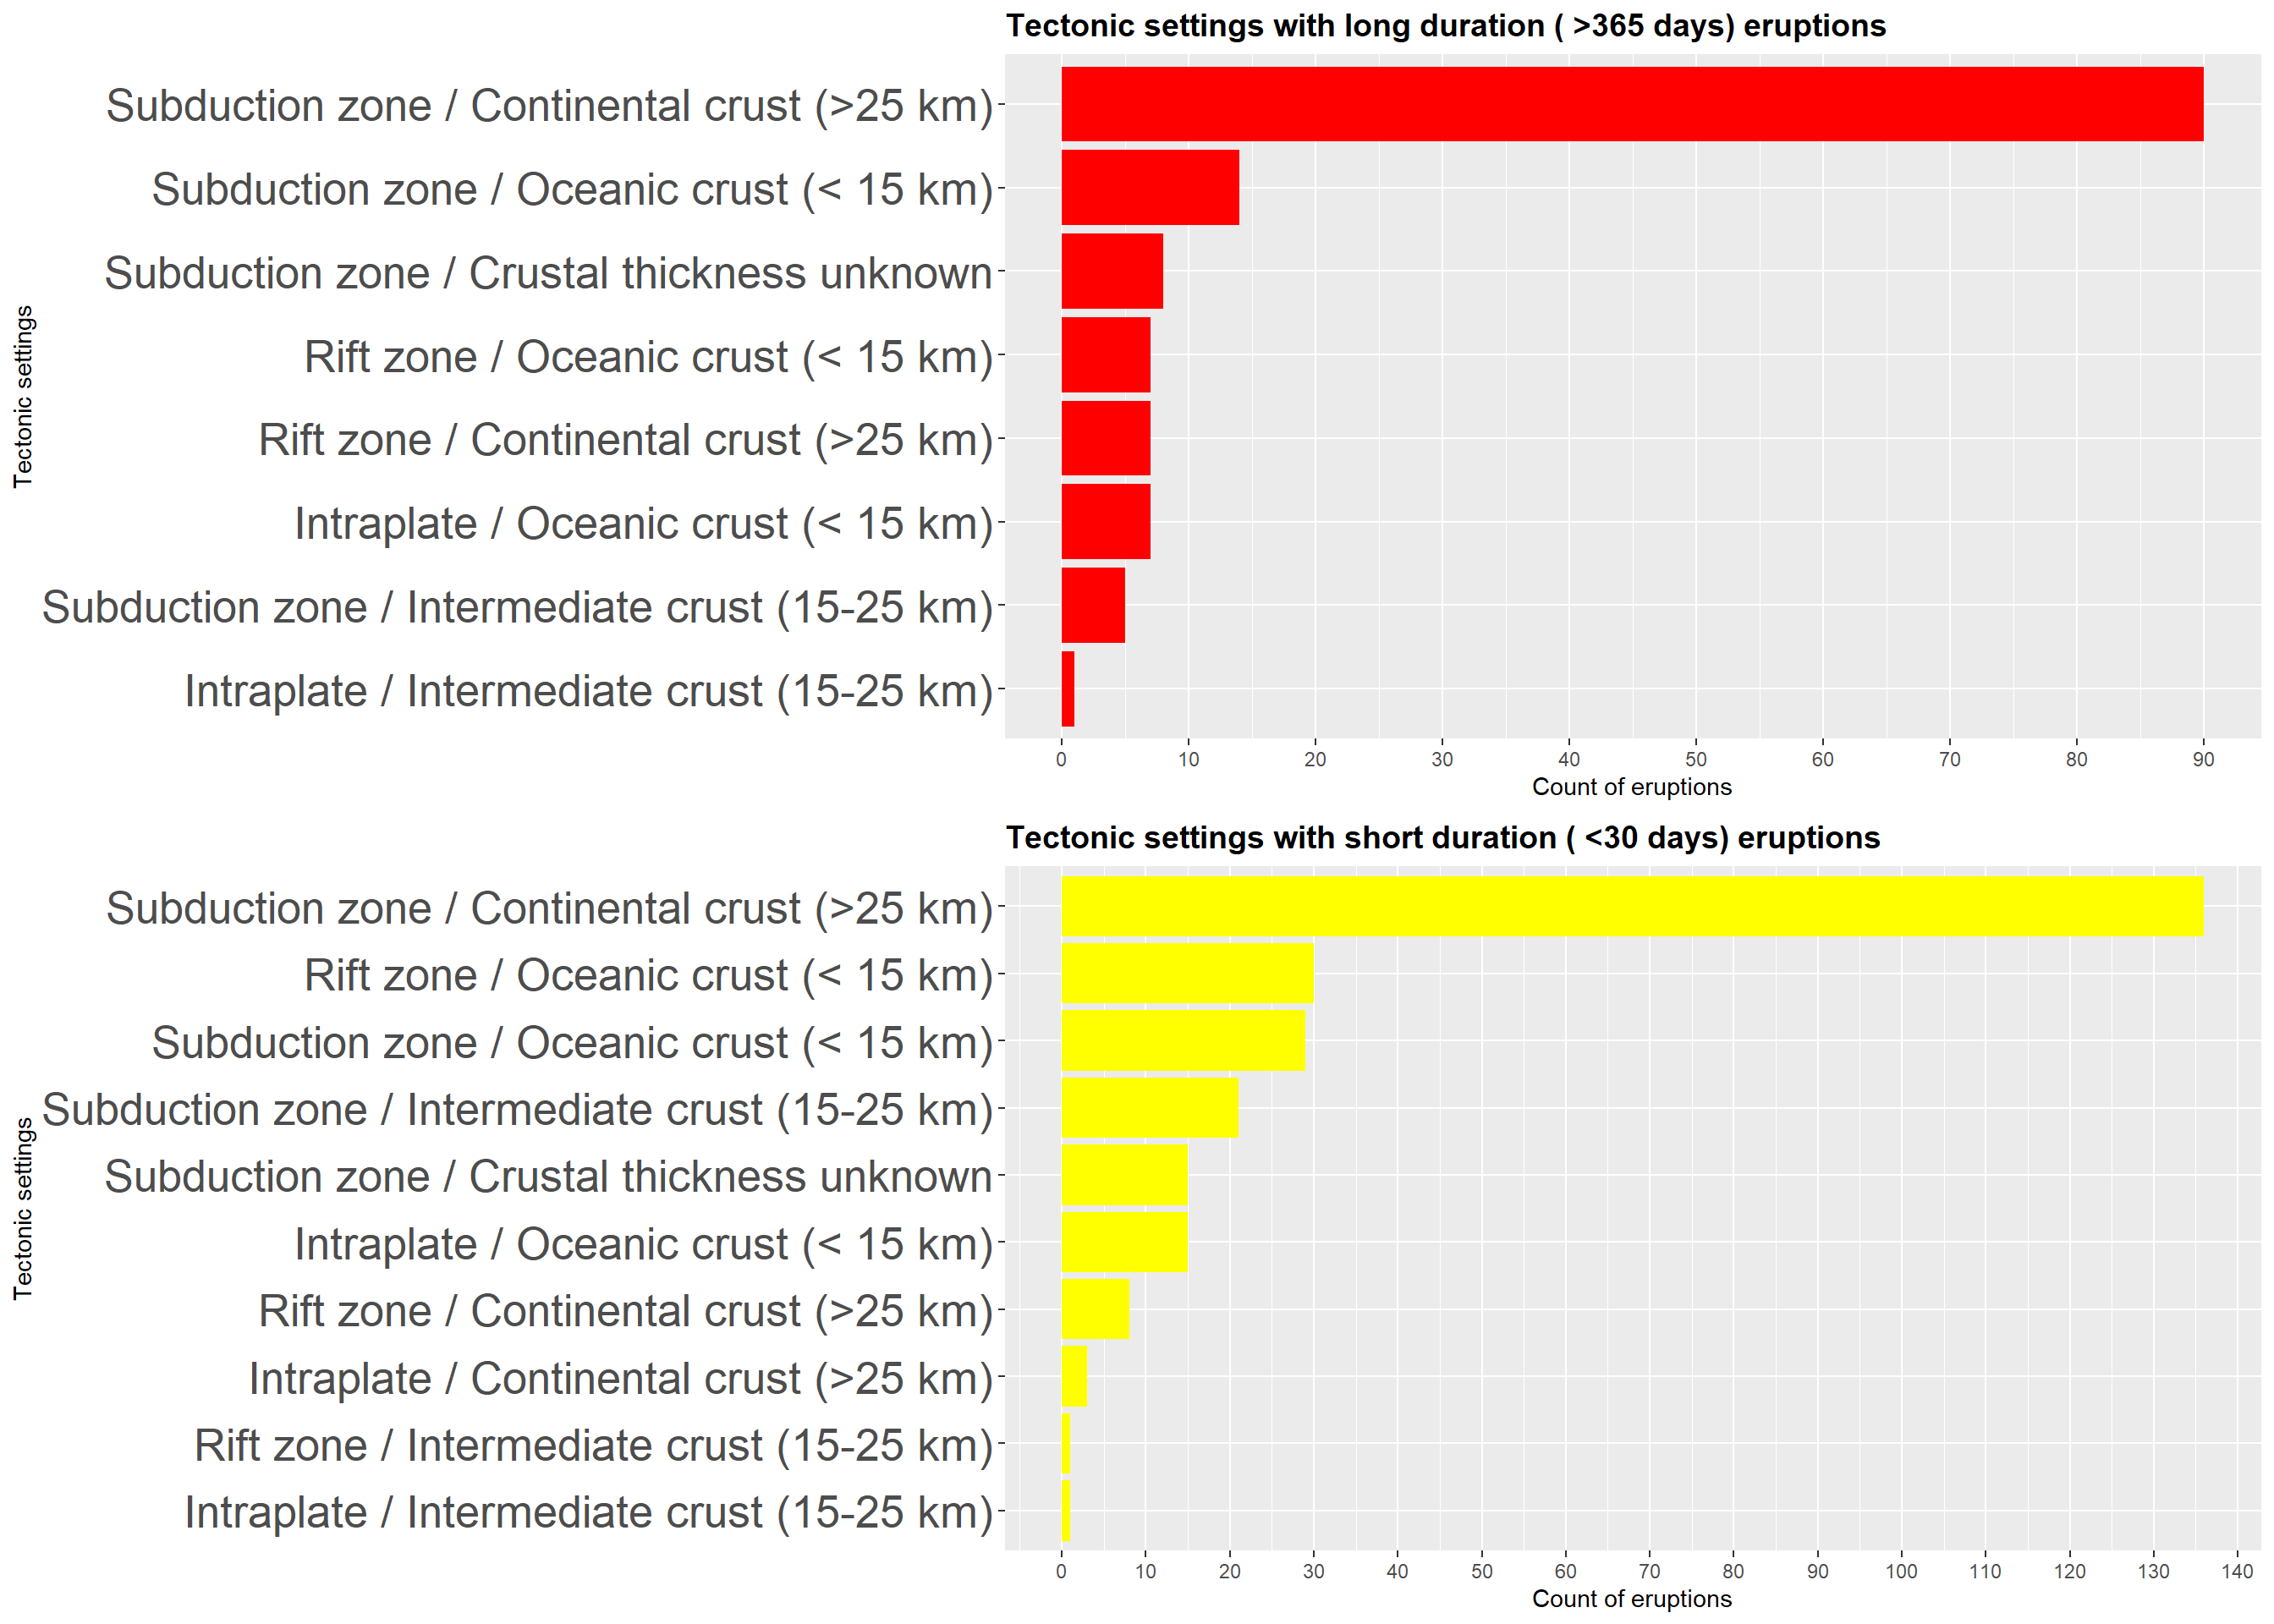 Tectonic settings with long duration ( >365 days) eruptions
Tectonic settings
Subduction zone / Continental crust (>25 km)
Subduction zone / Oceanic crust (< 15 km)
Subduction zone / Crustal thickness unknown
Rift zone / Oceanic crust (< 15 km)
Rift zone / Continental crust (>25 km)
Intraplate / Oceanic crust (< 15 km)
Subduction zone / Intermediate crust (15-25 km)
Intraplate / Intermediate crust (15-25 km)
0 10 20 30 40 50 60 70 80 90
Count of eruptions
Tectonic settings with short duration ( <30 days) eruptions
Tectonic settings
Subduction zone / Continental crust (>25 km)
Rift zone / Oceanic crust (< 15 km)
Subduction zone / Oceanic crust (< 15 km)
Subduction zone / Intermediate crust (15-25 km)
Subduction zone / Crustal thickness unknown
Intraplate / Oceanic crust (< 15 km)
Rift zone / Continental crust (>25 km)
Intraplate / Continental crust (>25 km)
Rift zone / Intermediate crust (15-25 km)
Intraplate / Intermediate crust (15-25 km)
0 10 20 30 40 50 60 70 80 90 100 110 120 130 140
Count of eruptions